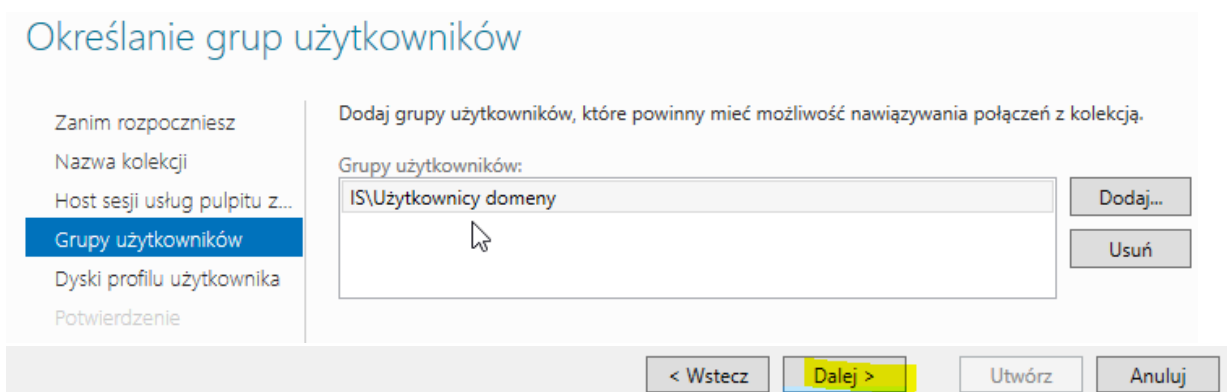 Określanie grup użytkowników
Zanim rozpoczniesz
Nazwa kolekcji
Host sesji usług pulpitu z...
Grupy użytkowników
Dyski profilu użytkownika
Potwierdzenie
Dodaj grupy użytkowników, które powinny mieć możliwość nawiązywania połączeń z kolekcją.
Grupy użytkowników:
IS\Użytkownicy domeny
Dodaj...
Usuń
< Wstecz
Dalej >
Utwórz
Anuluj